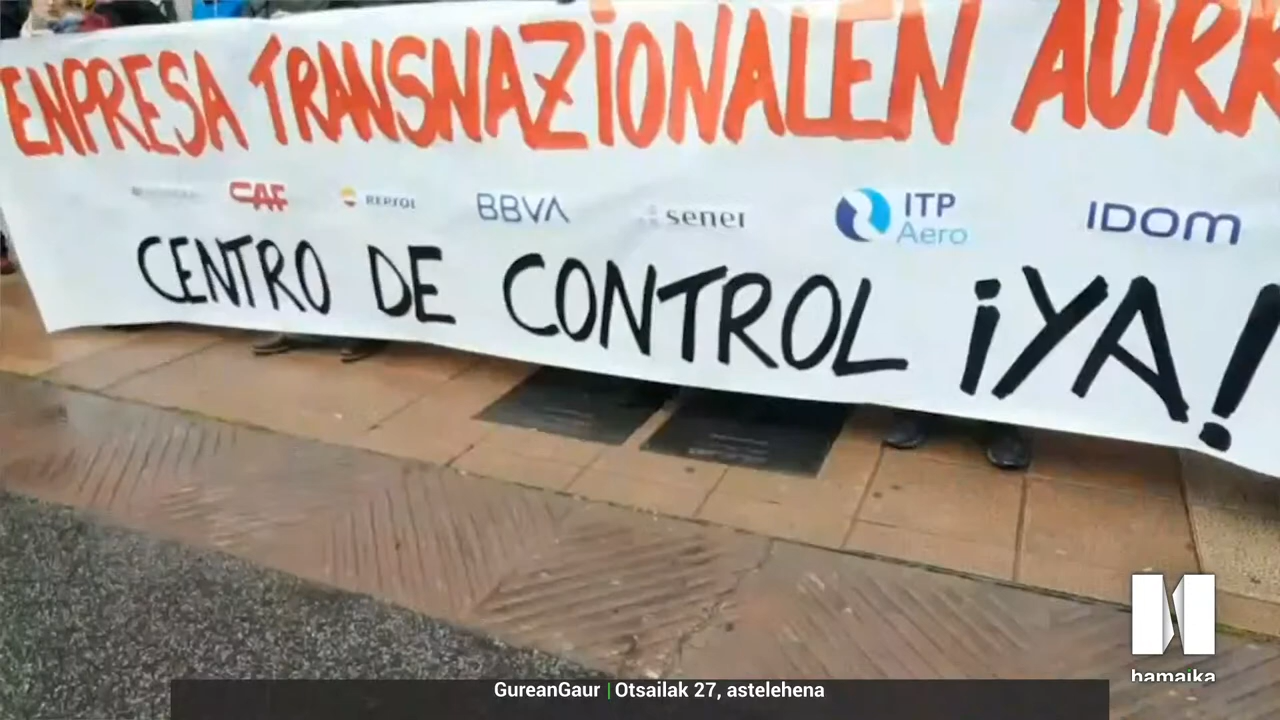 ENPRESA TRANSNAZIONALEN AURR
CAF REPSOL BBVA sener ITP Aero IDOM
CENTRO DE CONTROL ¡YA!
hamaika
GureanGaur | Otsailak 27, astelehena